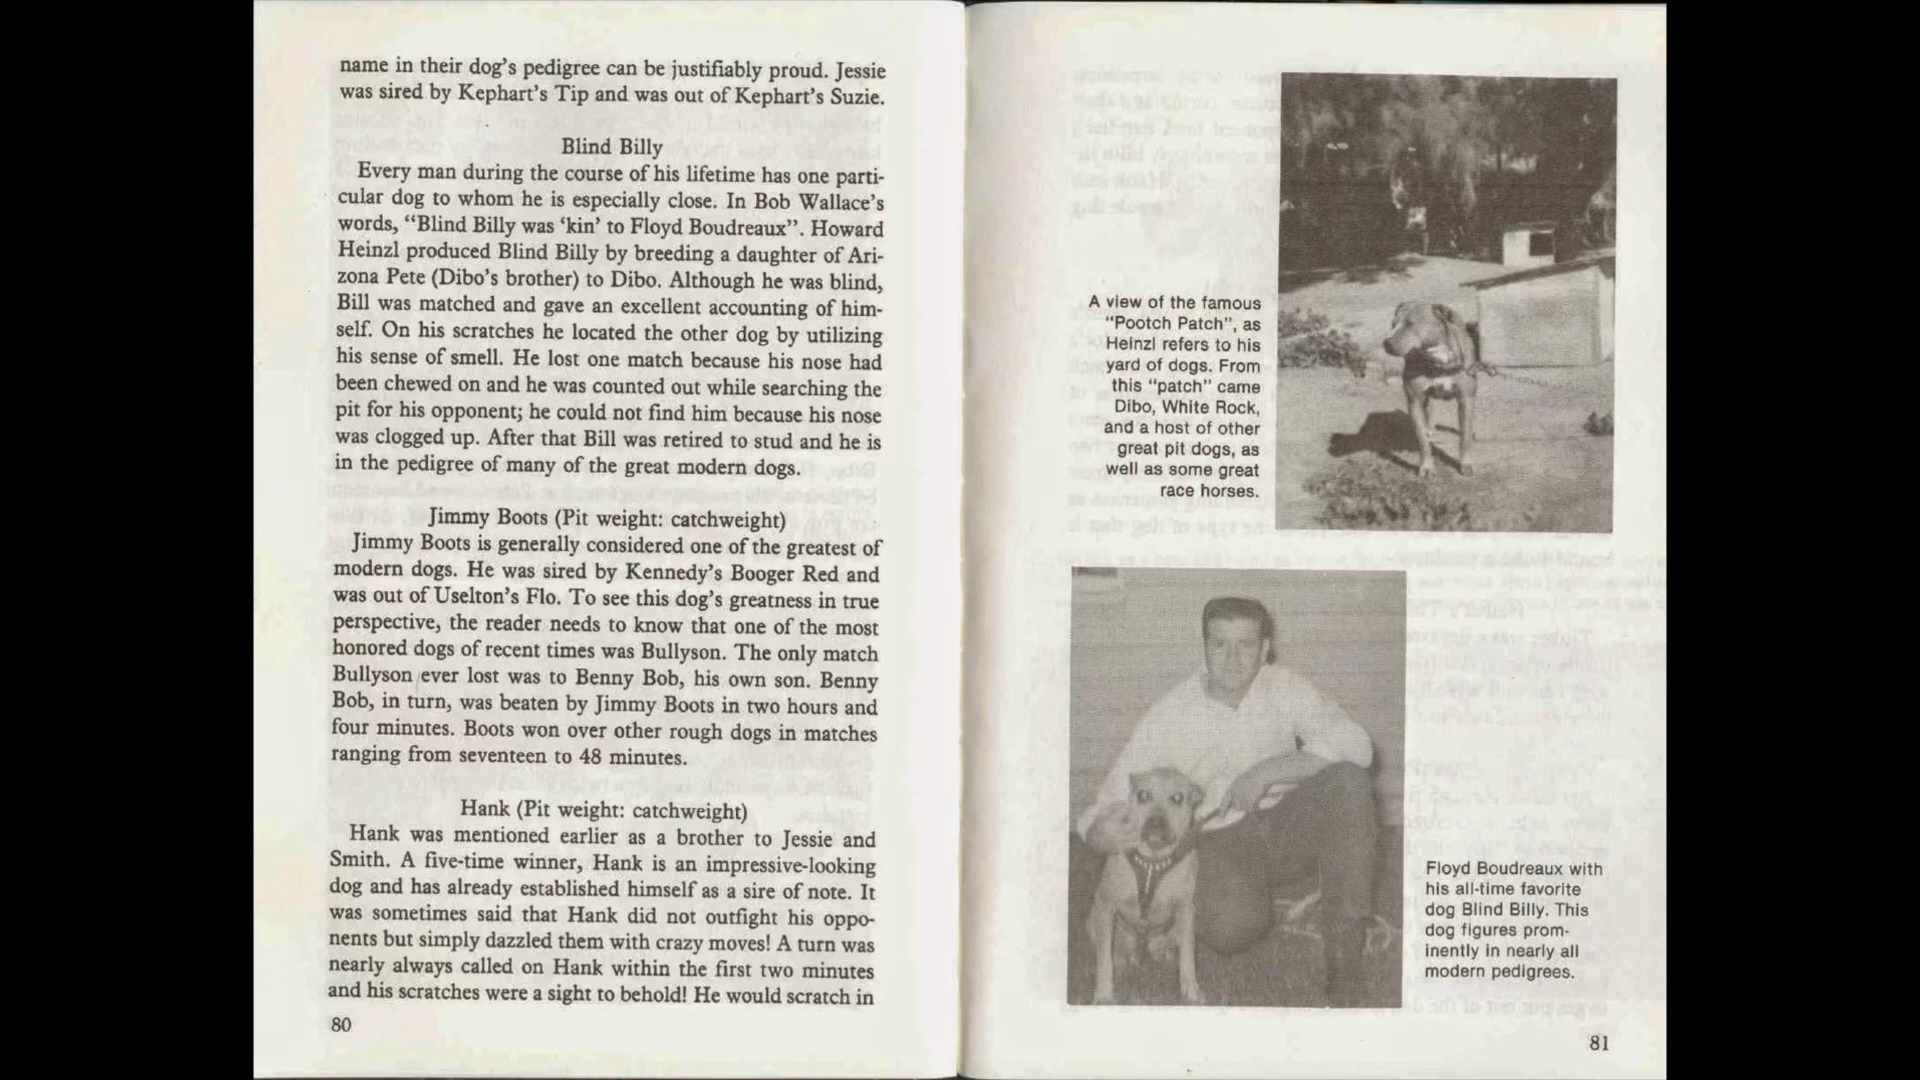 name in their dog's pedigree can be justifiably proud. Jessie
was sired by Kephart's Tip and was out of Kephart's Suzie.
Blind Billy
Every man during the course of his lifetime has one parti-
cular dog to whom he is especially close. In Bob Wallace's
words, “Blind Billy was ‘kin’ to Floyd Boudreaux”. Howard
Heinzl produced Blind Billy by breeding a daughter of Ari-
zona Pete (Dibo's brother) to Dibo. Although he was blind,
Bill was matched and gave an excellent accounting of him-
self. On his scratches he located the other dog by utilizing
his sense of smell. He lost one match because his nose had
been chewed on and he was counted out while searching the
pit for his opponent; he could not find him because his nose
was clogged up. After that Bill was retired to stud and he is
in the pedigree of many of the great modern dogs.
Jimmy Boots (Pit weight: catchweight)
Jimmy Boots is generally considered one of the greatest of
modern dogs. He was sired by Kennedy's Booger Red and
was out of Uselton's Flo. To see this dog's greatness in true
perspective, the reader needs to know that one of the most
honored dogs of recent times was Bullyson. The only match
Bullyson ever lost was to Benny Bob, his own son. Benny
Bob, in turn, was beaten by Jimmy Boots in two hours and
four minutes. Boots won over other rough dogs in matches
ranging from seventeen to 48 minutes.
Hank (Pit weight: catchweight)
Hank was mentioned earlier as a brother to Jessie and
Smith. A five-time winner, Hank is an impressive-looking
dog and has already established himself as a sire of note. It
was sometimes said that Hank did not outfight his oppo-
nents but simply dazzled them with crazy moves! A turn was
nearly always called on Hank within the first two minutes
and his scratches were a sight to behold! He would scratch in
80
A view of the famous
“Pootch Patch”, as
Heinzl refers to his
yard of dogs. From
this “patch” came
Dibo, White Rock,
and a host of other
great pit dogs, as
well as some great
race horses.
Floyd Boudreaux with
his all-time favorite
dog Blind Billy. This
dog figures prom-
inently in nearly all
modern pedigrees.
81